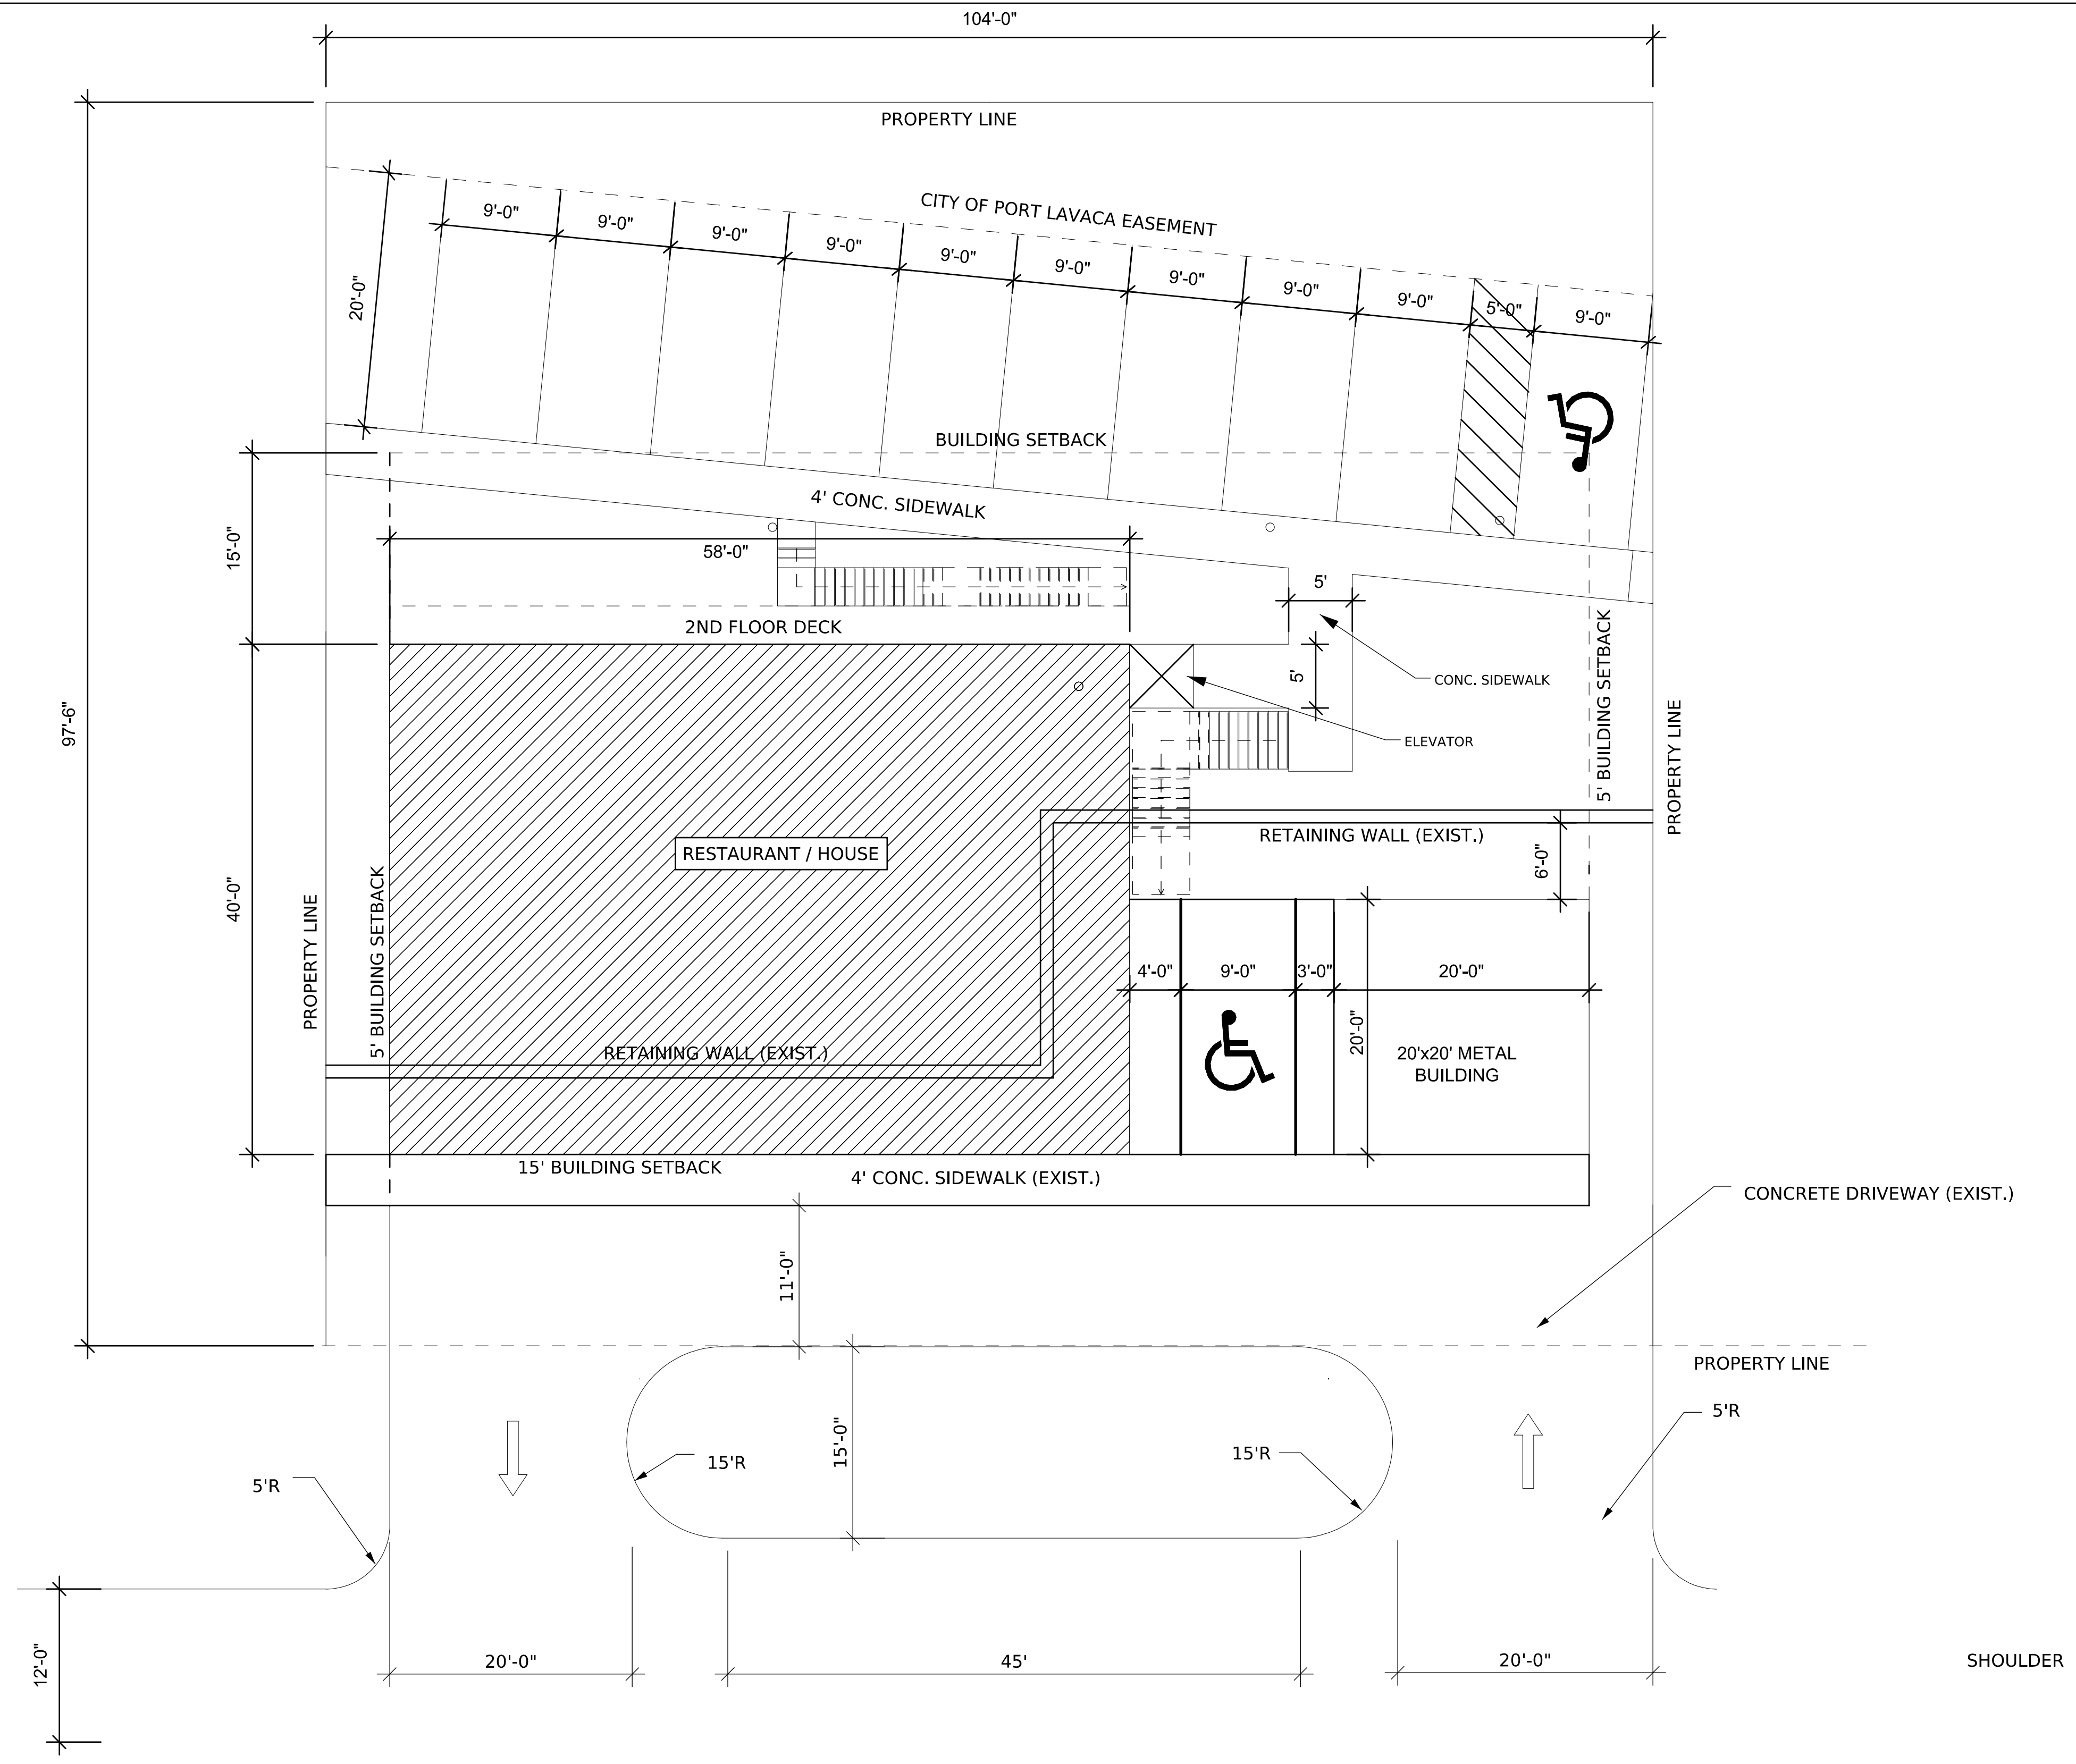 104'-0"
PROPERTY LINE
CITY OF PORT LAVACA EASEMENT
9'-0"
9'-0"
9'-0"
9'-0"
9'-0"
9'-0"
9'-0"
9'-0"
9'-0"
5'-0"
9'-0"
20'-0"
BUILDING SETBACK
4' CONC. SIDEWALK
15'-0"
58'-0"
5'
2ND FLOOR DECK
5'
CONC. SIDEWALK
5' BUILDING SETBACK
PROPERTY LINE
97'-6"
ELEVATOR
RETAINING WALL (EXIST.)
6'-0"
RESTAURANT / HOUSE
40'-0"
PROPERTY LINE
5' BUILDING SETBACK
4'-0"
9'-0"
3'-0"
20'-0"
20'-0"
RETAINING WALL (EXIST.)
20'x20' METAL
BUILDING
15' BUILDING SETBACK
4' CONC. SIDEWALK (EXIST.)
CONCRETE DRIVEWAY (EXIST.)
11'-0"
PROPERTY LINE
5'R
15'-0"
15'R
15'R
5'R
12'-0"
20'-0"
45'
20'-0"
SHOULDER